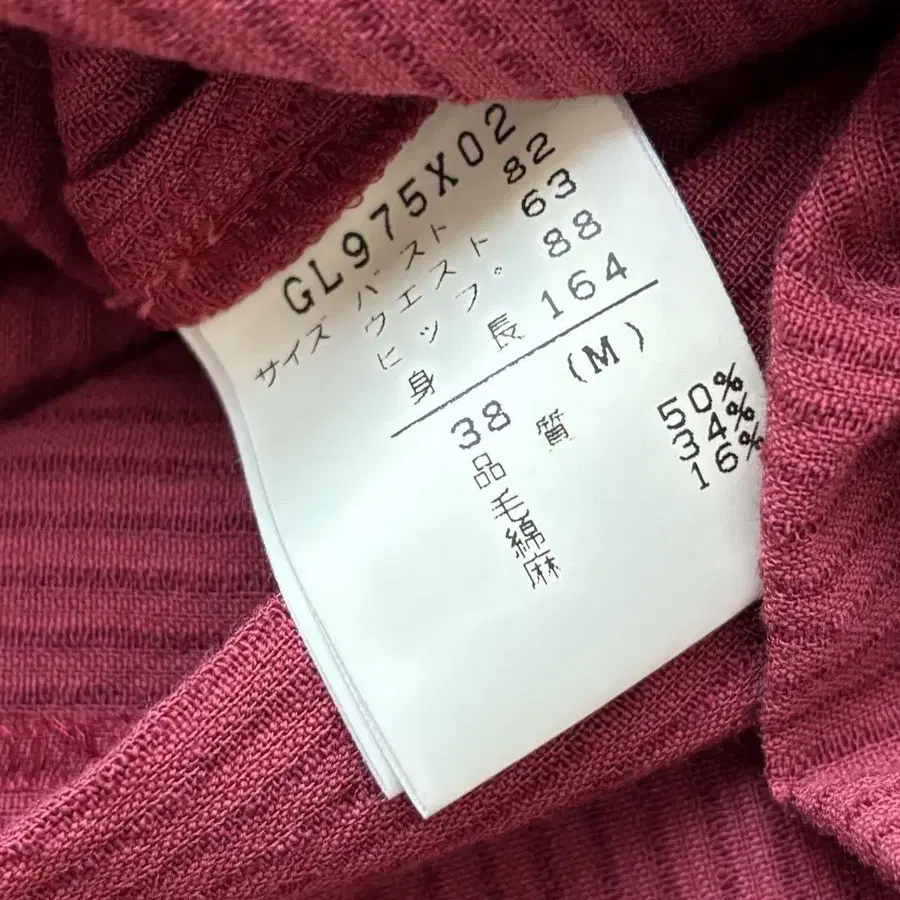 GL975X02
サイズ バスト 82
ウエスト 63
ヒップ 88
身長 164
38 (M)
品質
毛 50%
綿 34%
麻 16%